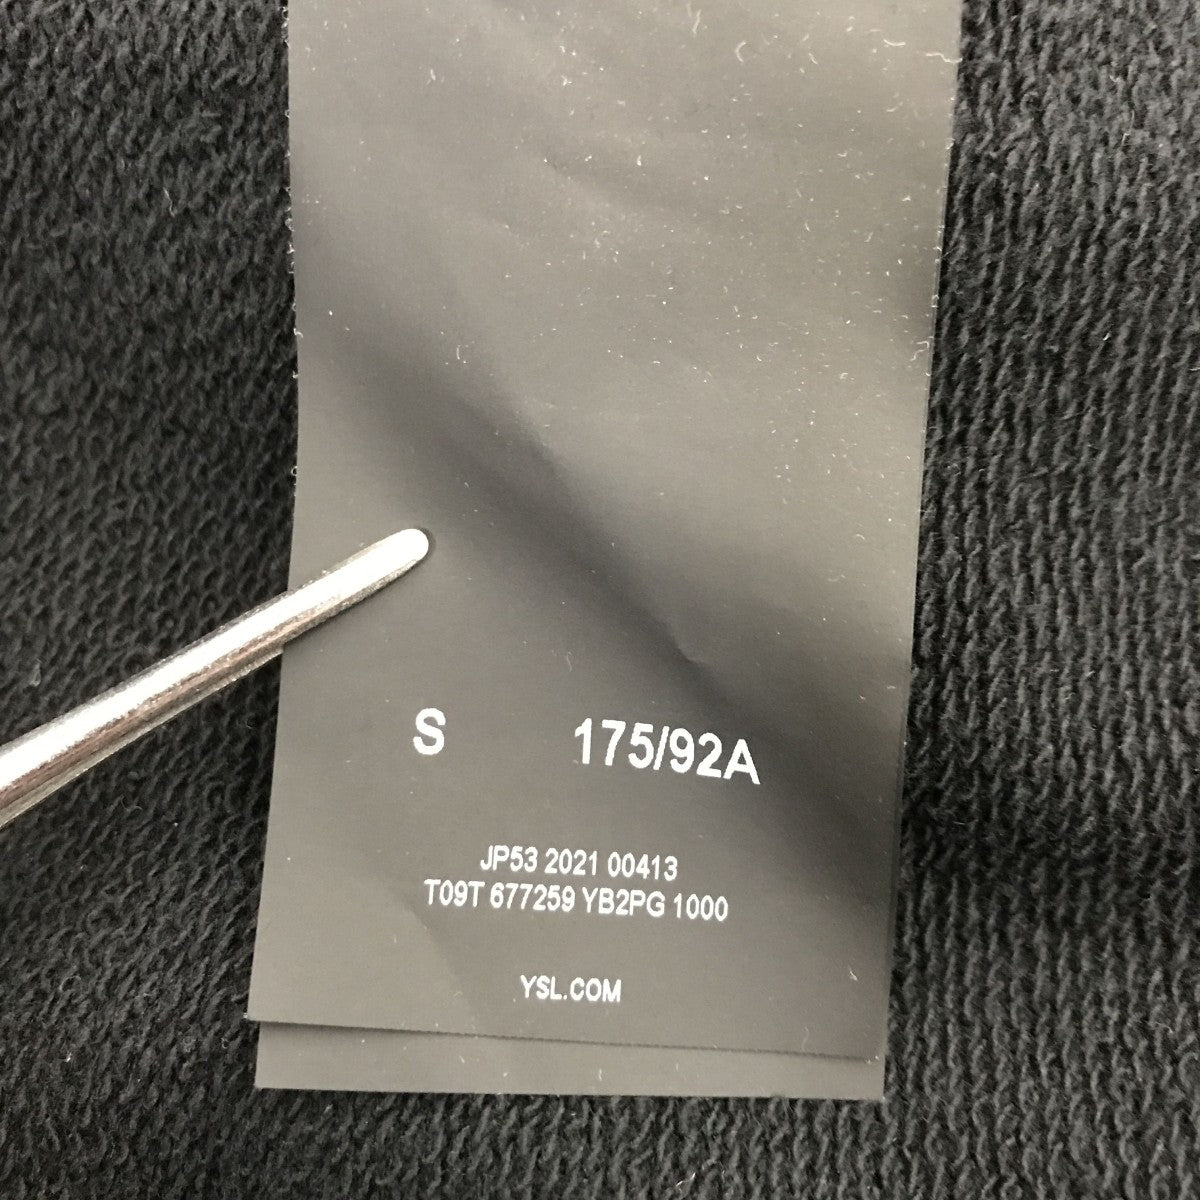 S 175/92A
JP53 2021 00413
T09T 677259 YB2PG 1000
YSL.COM